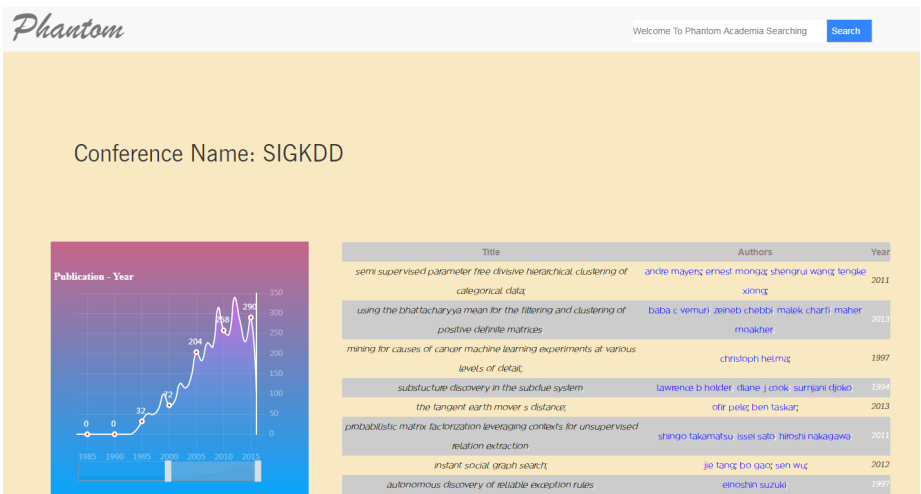 Phantom
Welcome To Phantom Academia Searching Search
Conference Name: SIGKDD
Publication - Year
350
300
290
258
250
204
200
150
100
72
50
32
0 0
0
1985 1990 1995 2000 2005 2010 2015
Title Authors Year
semi supervised parameter free divisive hierarchical clustering of
categorical data; andre mayers; ernest monga; shengrui wang; tengke
xiong; 2011
using the bhattacharyya mean for the filtering and clustering of
positive definite matrices baba c vemuri; zeineb chebbi; malek charfi; maher
moakher; 2013
mining for causes of cancer machine learning experiments at various
levels of detail; christoph helma; 1997
substucture discovery in the subdue system lawrence b holder; diane j cook; surnjani djoko; 1994
the tangent earth mover s distance; ofir pele; ben taskar; 2013
probabilistic matrix factorization leveraging contexts for unsupervised
relation extraction shingo takamatsu; issei sato; hiroshi nakagawa; 2011
instant social graph search; jie tang; bo gao; sen wu; 2012
autonomous discovery of reliable exception rules einoshin suzuki; 1997